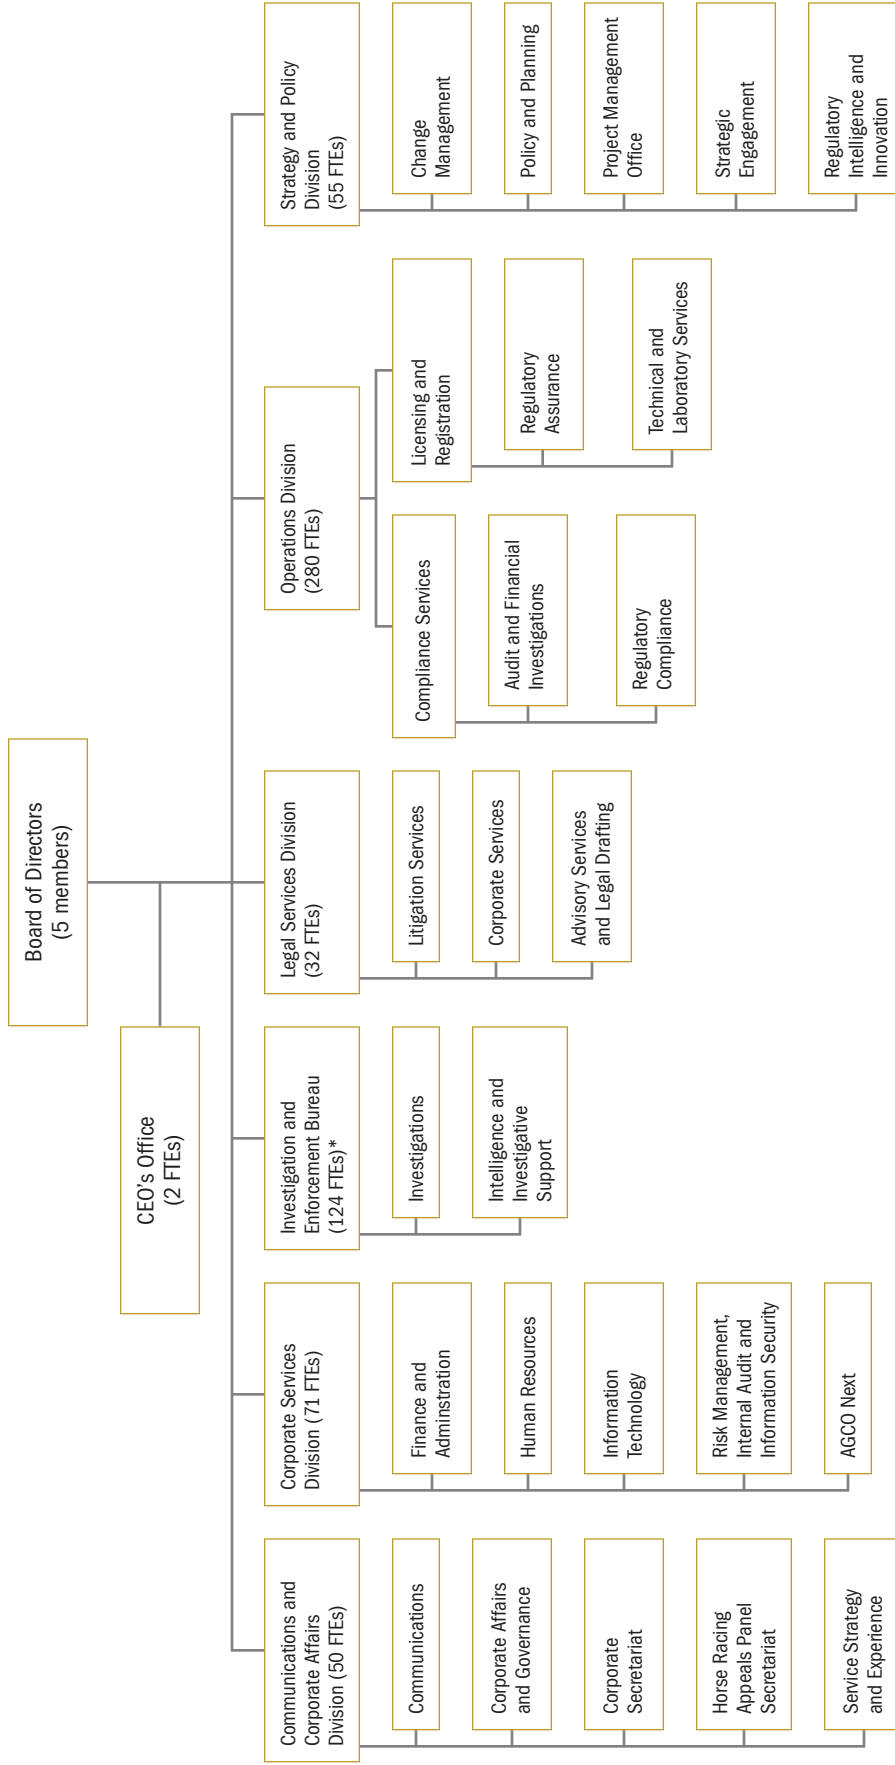 Board of Directors
(5 members)
CEO's Office
(2 FTEs)
Communications and
Corporate Affairs
Division (50 FTEs)
Communications
Corporate Affairs
and Governance
Corporate
Secretariat
Horse Racing
Appeals Panel
Secretariat
Service Strategy
and Experience
Corporate Services
Division (71 FTEs)
Finance and
Adminstration
Human Resources
Information
Technology
Risk Management,
Internal Audit and
Information Security
AGCO Next
Investigation and
Enforcement Bureau
(124 FTEs)*
Investigations
Intelligence and
Investigative
Support
Legal Services Division
(32 FTEs)
Litigation Services
Corporate Services
Advisory Services
and Legal Drafting
Operations Division
(280 FTEs)
Compliance Services
Audit and Financial
Investigations
Regulatory
Compliance
Licensing and
Registration
Regulatory
Assurance
Technical and
Laboratory Services
Strategy and Policy
Division
(55 FTEs)
Change
Management
Policy and Planning
Project Management
Office
Strategic
Engagement
Regulatory
Intelligence and
Innovation